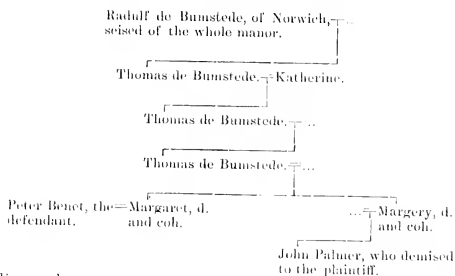 Radulf de Bumstede, of Norwich, = ..
seised of the whole manor.
Thomas de Bumstede. = Katherine.
Thomas de Bumstede. = ..
Thomas de Bumstede. = ...
Peter Benet, the = Margaret, d. ... = Margery, d.
defendant. and coh. and coh.
John Palmer, who demised
to the plaintiff.